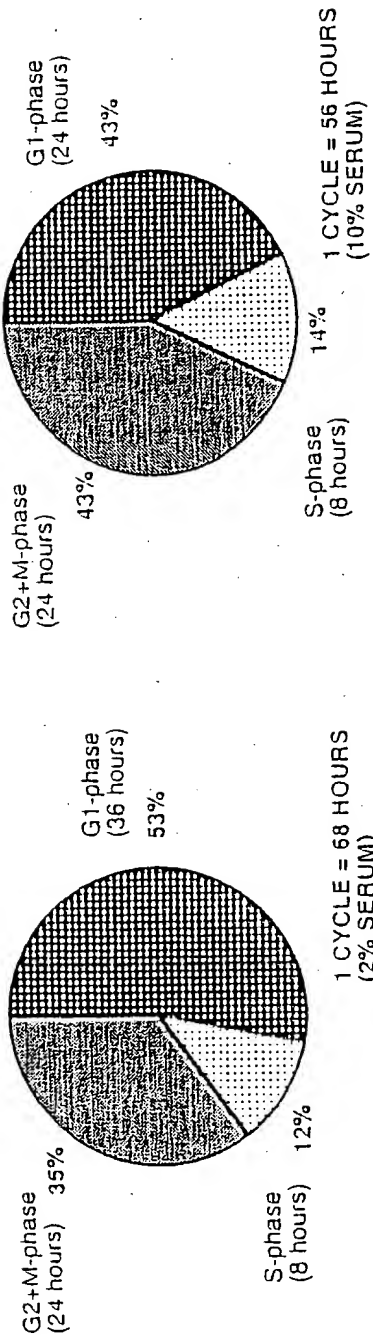 G2+M-phase
(24 hours)
35%
G1-phase
(36 hours)
53%
S-phase
(8 hours)
12%
1 CYCLE = 68 HOURS
(2% SERUM)
G2+M-phase
(24 hours)
43%
G1-phase
(24 hours)
43%
S-phase
(8 hours)
14%
1 CYCLE = 56 HOURS
(10% SERUM)